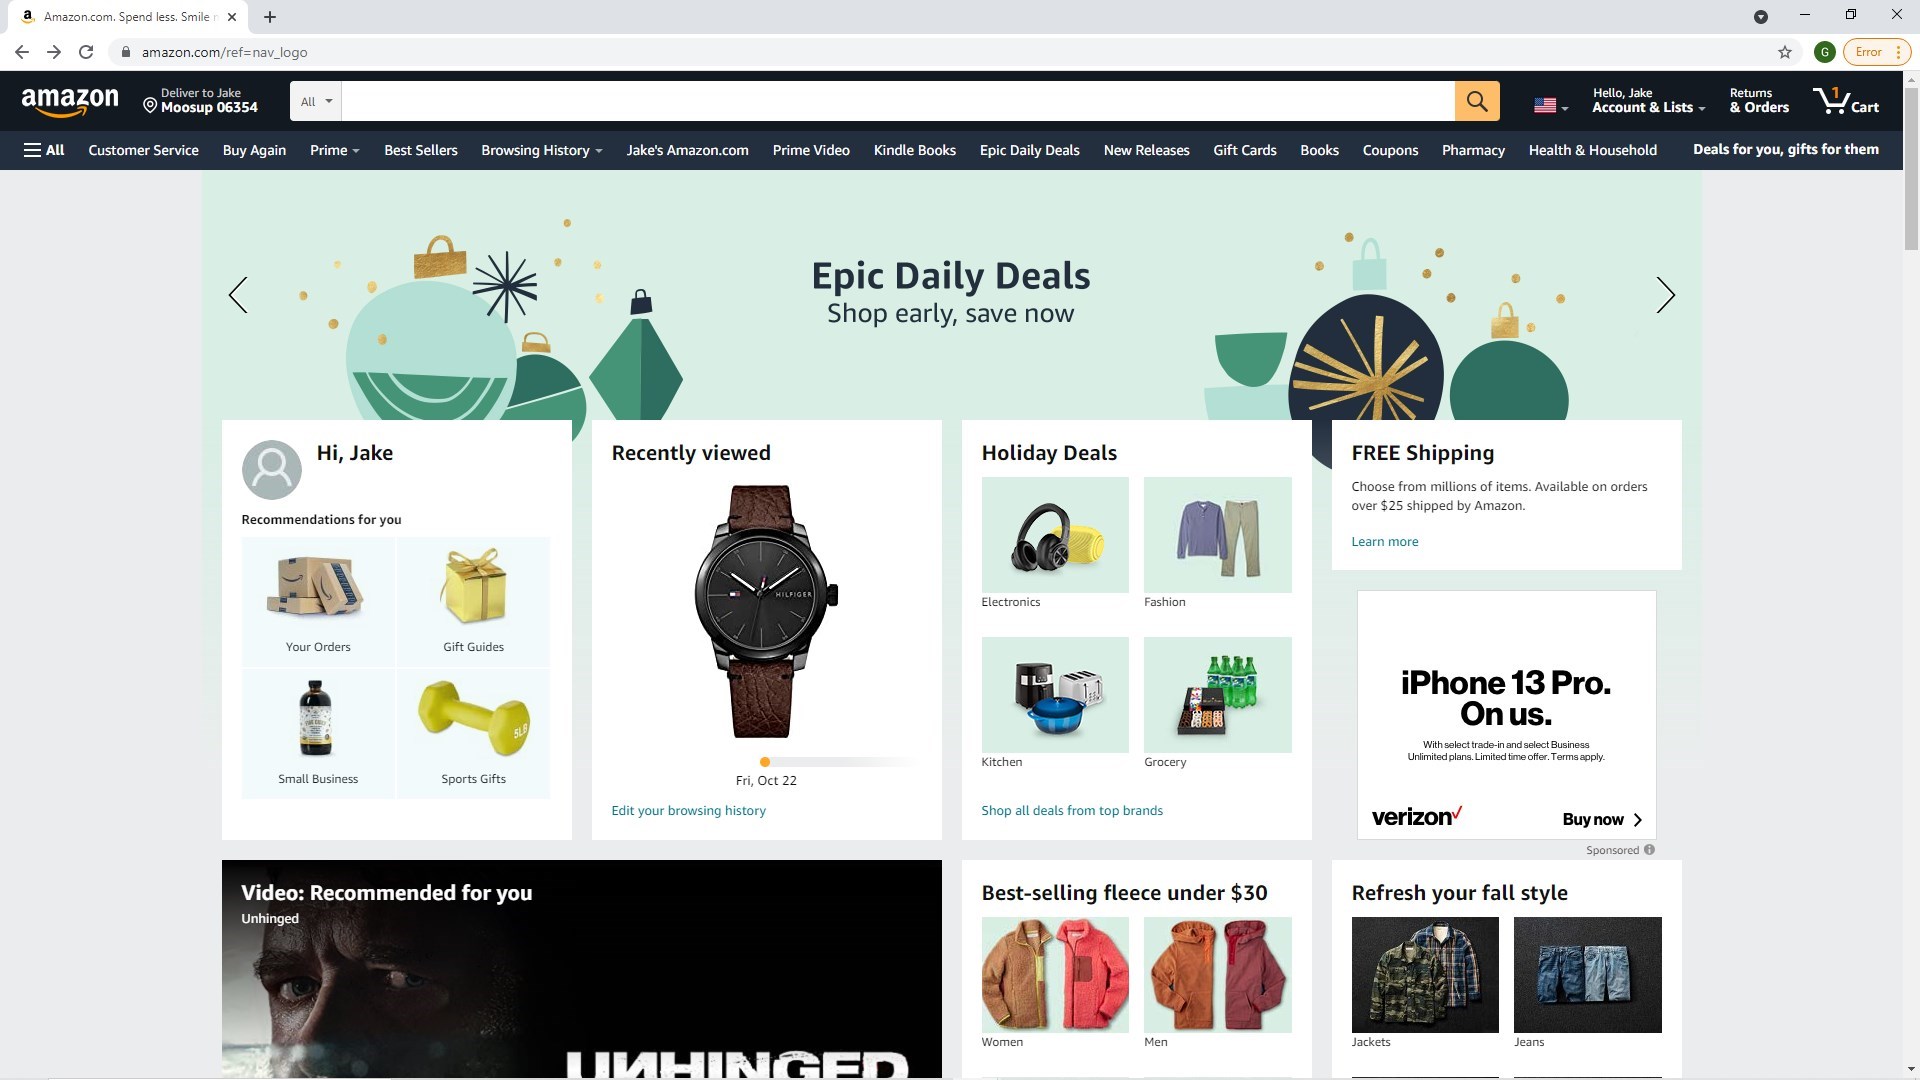 Amazon.com. Spend less. Smile
amazon.com/ref=nav_logo
G
Error
amazon
Deliver to Jake
Moosup 06354
All
Hello, Jake
Account & Lists
Returns
& Orders
1
Cart
All
Customer Service
Buy Again
Prime
Best Sellers
Browsing History
Jake's Amazon.com
Prime Video
Kindle Books
Epic Daily Deals
New Releases
Gift Cards
Books
Coupons
Pharmacy
Health & Household
Deals for you, gifts for them
Epic Daily Deals
Shop early, save now
Hi, Jake
Recommendations for you
Your Orders
Gift Guides
5LB
Small Business
Sports Gifts
Recently viewed
HILFIGER
Fri, Oct 22
Edit your browsing history
Holiday Deals
Electronics
Fashion
Kitchen
Grocery
Shop all deals from top brands
FREE Shipping
Choose from millions of items. Available on orders
over $25 shipped by Amazon.
Learn more
iPhone 13 Pro.
On us.
With select trade-in and select Business
Unlimited plans. Limited time offer. Terms apply.
verizon
Buy now
Sponsored
Video: Recommended for you
Unhinged
UNHINGED
Best-selling fleece under $30
Women
Men
Refresh your fall style
Jackets
Jeans